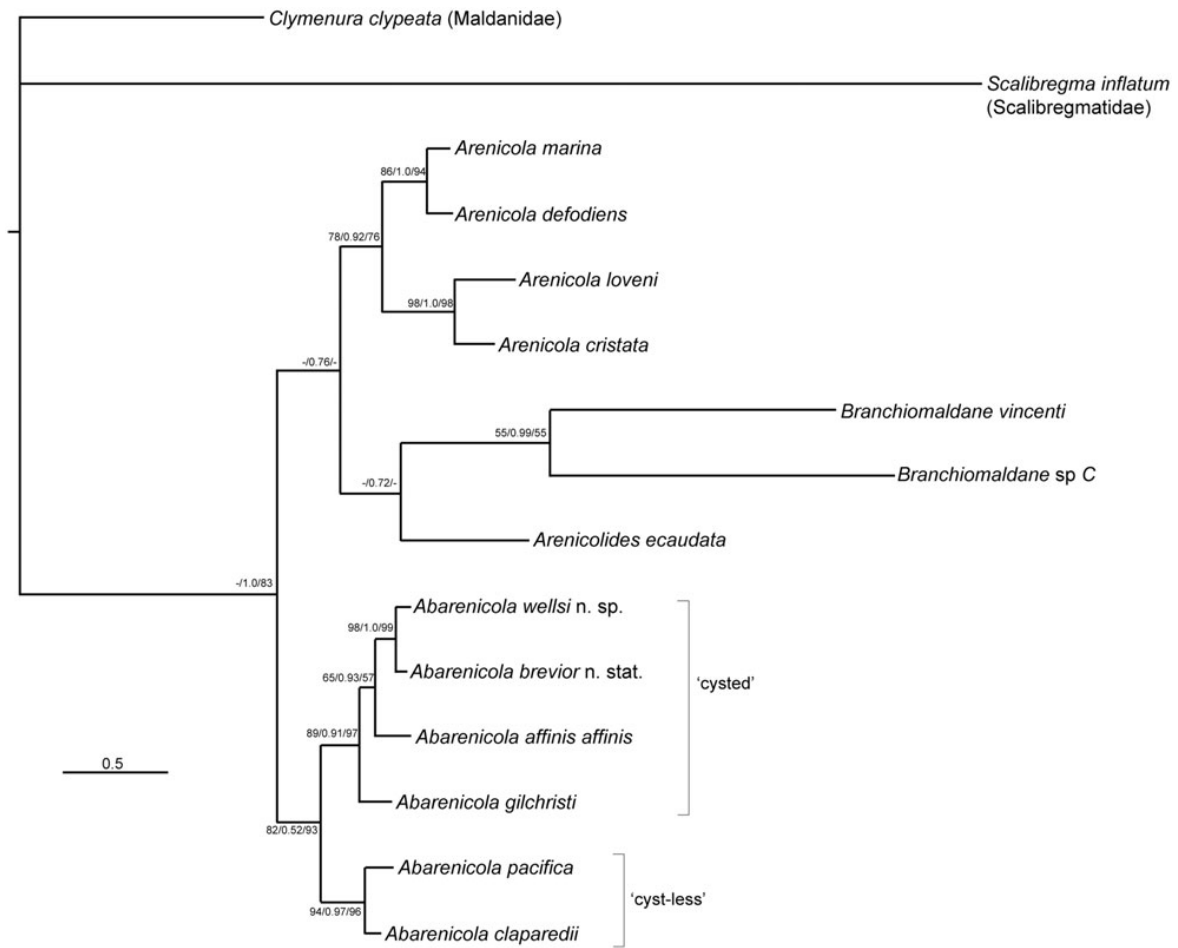 Clymenura clypeata (Maldanidae)
Scalibregma inflatum
(Scalibregmatidae)
Arenicola marina
86/1.0/94
Arenicola defodiens
78/0.92/76
Arenicola loveni
98/1.0/98
Arenicola cristata
-/0.76/-
Branchiomaldane vincenti
55/0.99/55
Branchiomaldane sp C
-/0.72/-
Arenicolides ecaudata
-/1.0/83
Abarenicola wellsi n. sp.
98/1.0/99
Abarenicola brevior n. stat.
65/0.93/57
‘cysted’
89/0.91/97
Abarenicola affinis affinis
0.5
Abarenicola gilchristi
82/0.52/93
Abarenicola pacifica
‘cyst-less’
94/0.97/96
Abarenicola claparedii